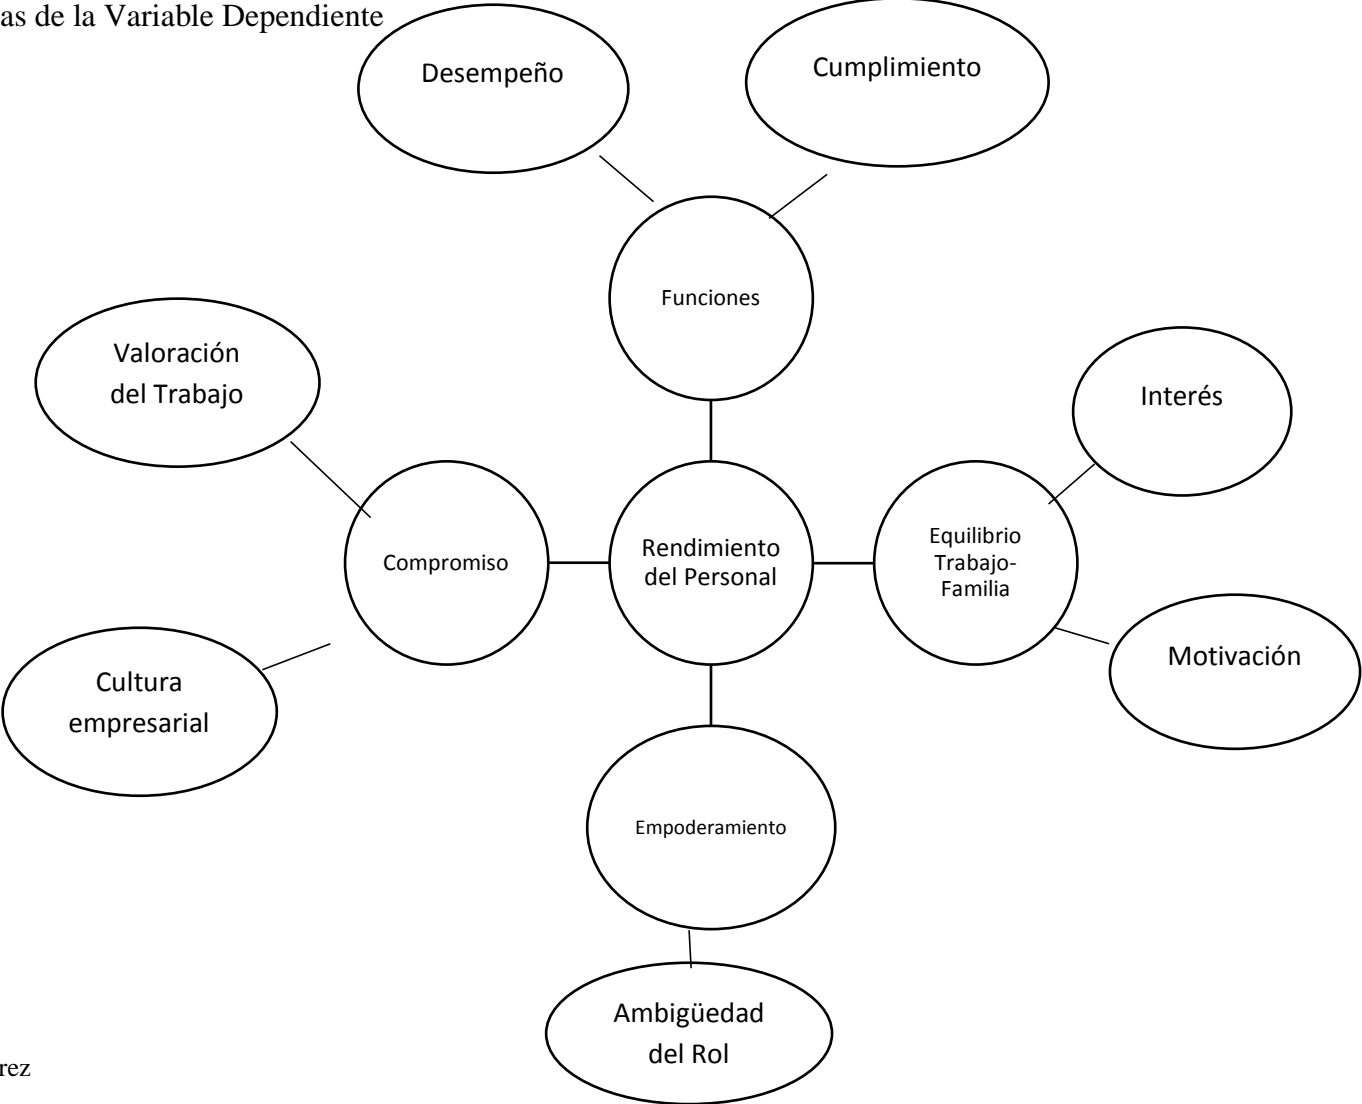 as de la Variable Dependiente
Desempeño
Cumplimiento
Funciones
Valoración
del Trabajo
Interés
Compromiso
Rendimiento
del Personal
Equilibrio
Trabajo-
Familia
Cultura
empresarial
Motivación
Empoderamiento
Ambigüedad
del Rol
rez